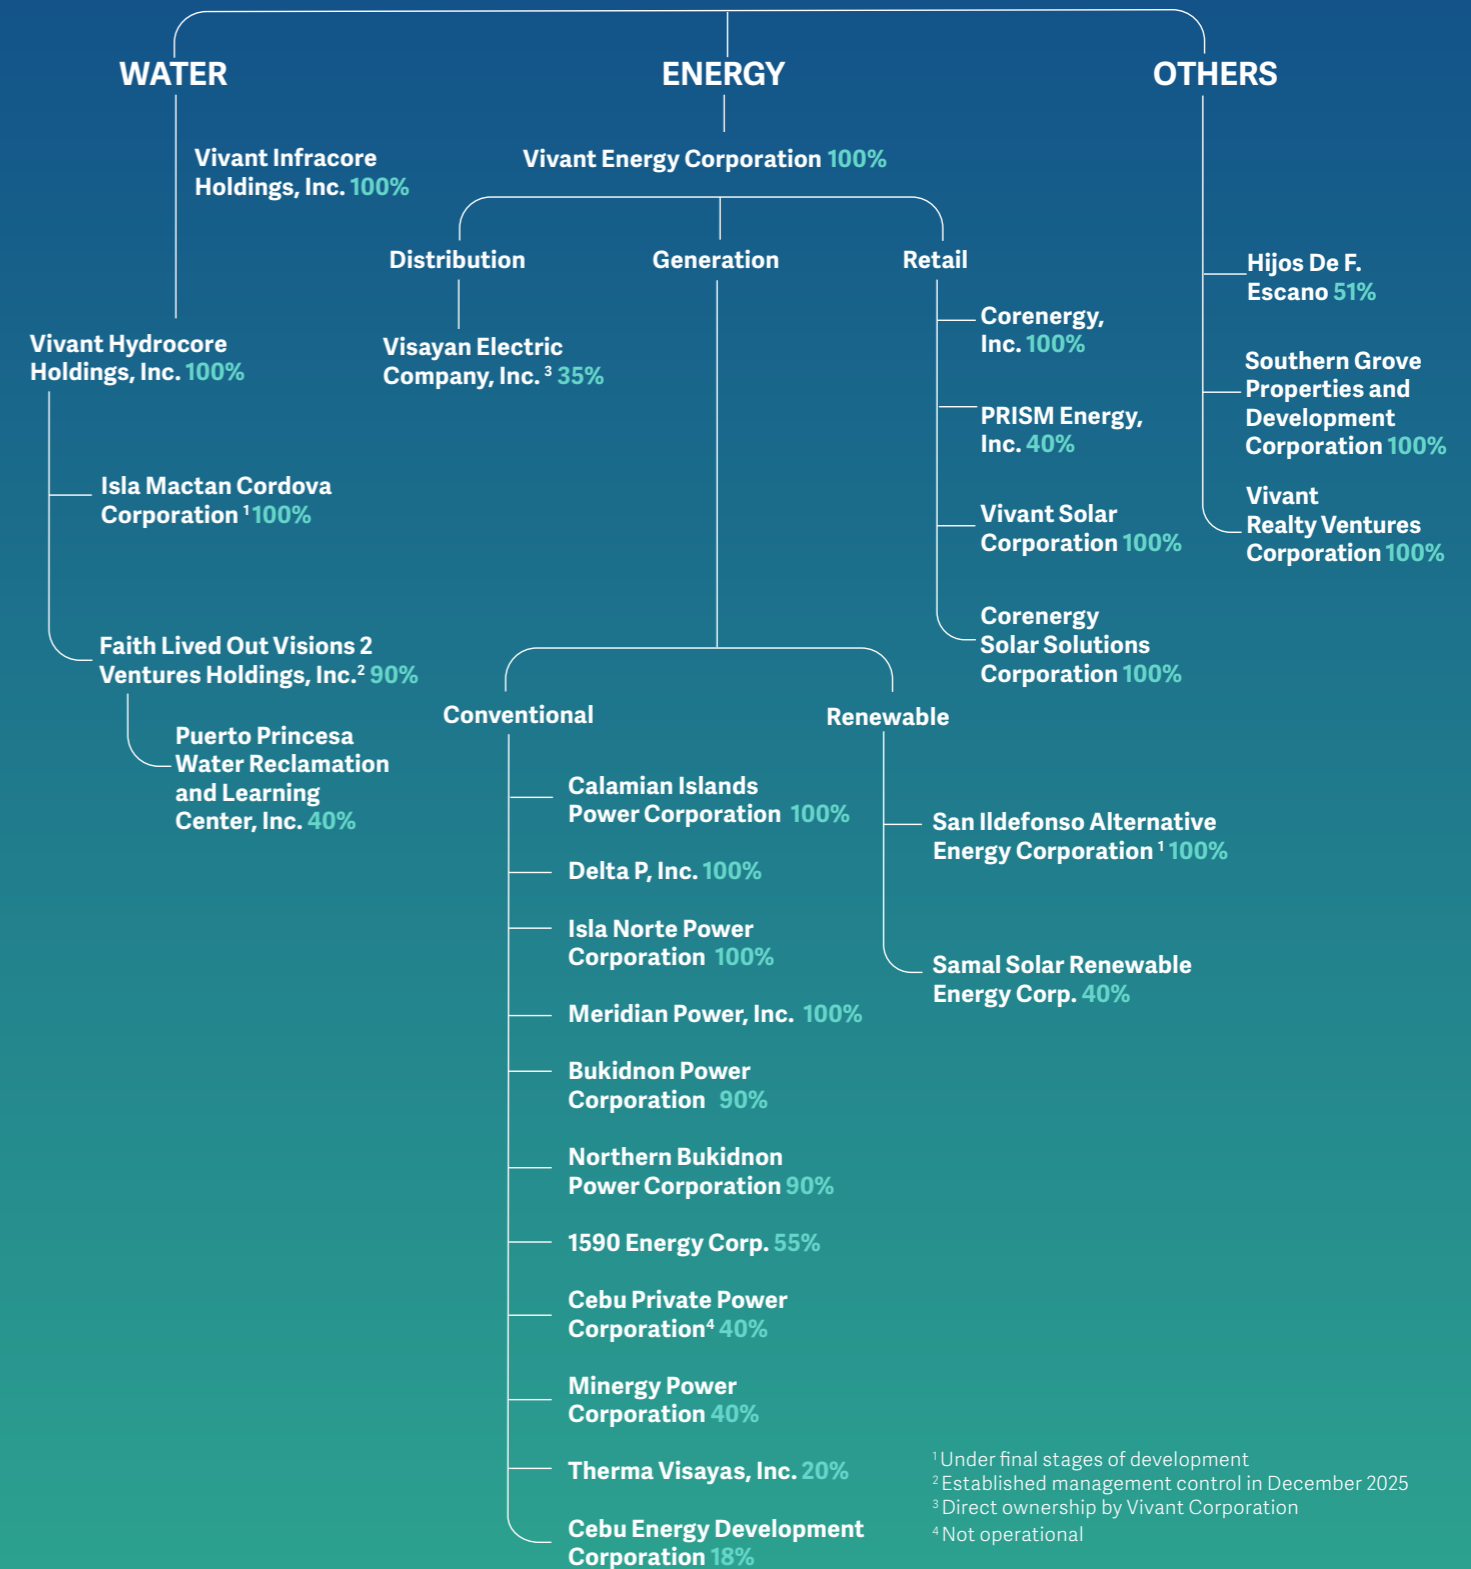 WATER
Vivant Infracore
Holdings, Inc. 100%
Vivant Hydrocore
Holdings, Inc. 100%
Isla Mactan Cordova
Corporation ¹ 100%
Faith Lived Out Visions 2
Ventures Holdings, Inc.² 90%
Puerto Princesa
Water Reclamation
and Learning
Center, Inc. 40%
ENERGY
Vivant Energy Corporation 100%
Distribution
Visayan Electric
Company, Inc. ³ 35%
Generation
Conventional
Calamian Islands
Power Corporation 100%
Delta P, Inc. 100%
Isla Norte Power
Corporation 100%
Meridian Power, Inc. 100%
Bukidnon Power
Corporation 90%
Northern Bukidnon
Power Corporation 90%
1590 Energy Corp. 55%
Cebu Private Power
Corporation⁴ 40%
Minergy Power
Corporation 40%
Therma Visayas, Inc. 20%
Cebu Energy Development
Corporation 18%
Renewable
San Ildefonso Alternative
Energy Corporation ¹ 100%
Samal Solar Renewable
Energy Corp. 40%
Retail
Corenergy,
Inc. 100%
PRISM Energy,
Inc. 40%
Vivant Solar
Corporation 100%
Corenergy
Solar Solutions
Corporation 100%
OTHERS
Hijos De F.
Escano 51%
Southern Grove
Properties and
Development
Corporation 100%
Vivant
Realty Ventures
Corporation 100%
¹ Under final stages of development
² Established management control in December 2025
³ Direct ownership by Vivant Corporation
⁴ Not operational